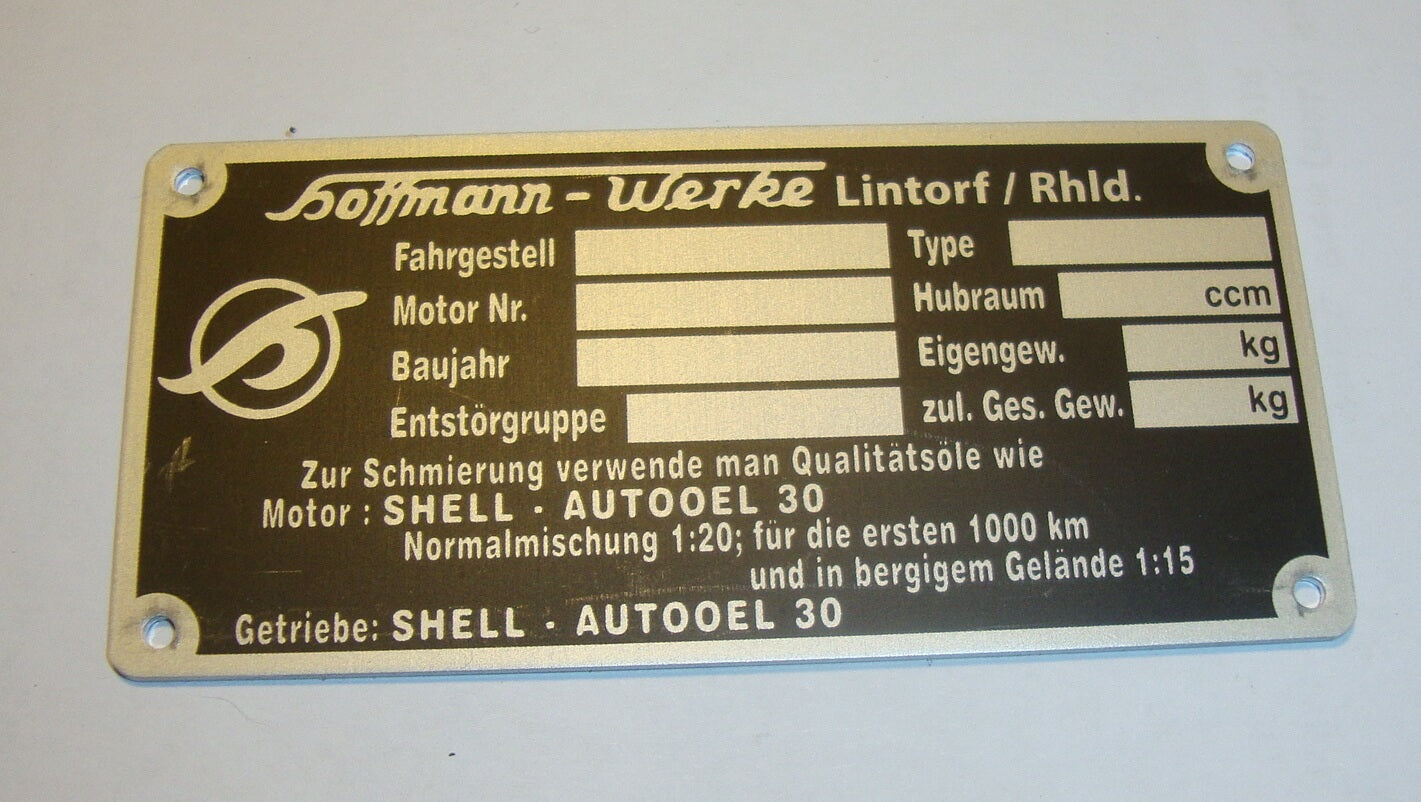 Hoffmann - Werke Lintorf / Rhld.
Fahrgestell Type
Motor Nr. Hubraum ccm
Baujahr Eigengew. kg
Entstörgruppe zul. Ges. Gew. kg
Zur Schmierung verwende man Qualitätsöle wie
Motor : SHELL - AUTOOEL 30
Normalmischung 1:20; für die ersten 1000 km
und in bergigem Gelände 1:15
Getriebe: SHELL - AUTOOEL 30